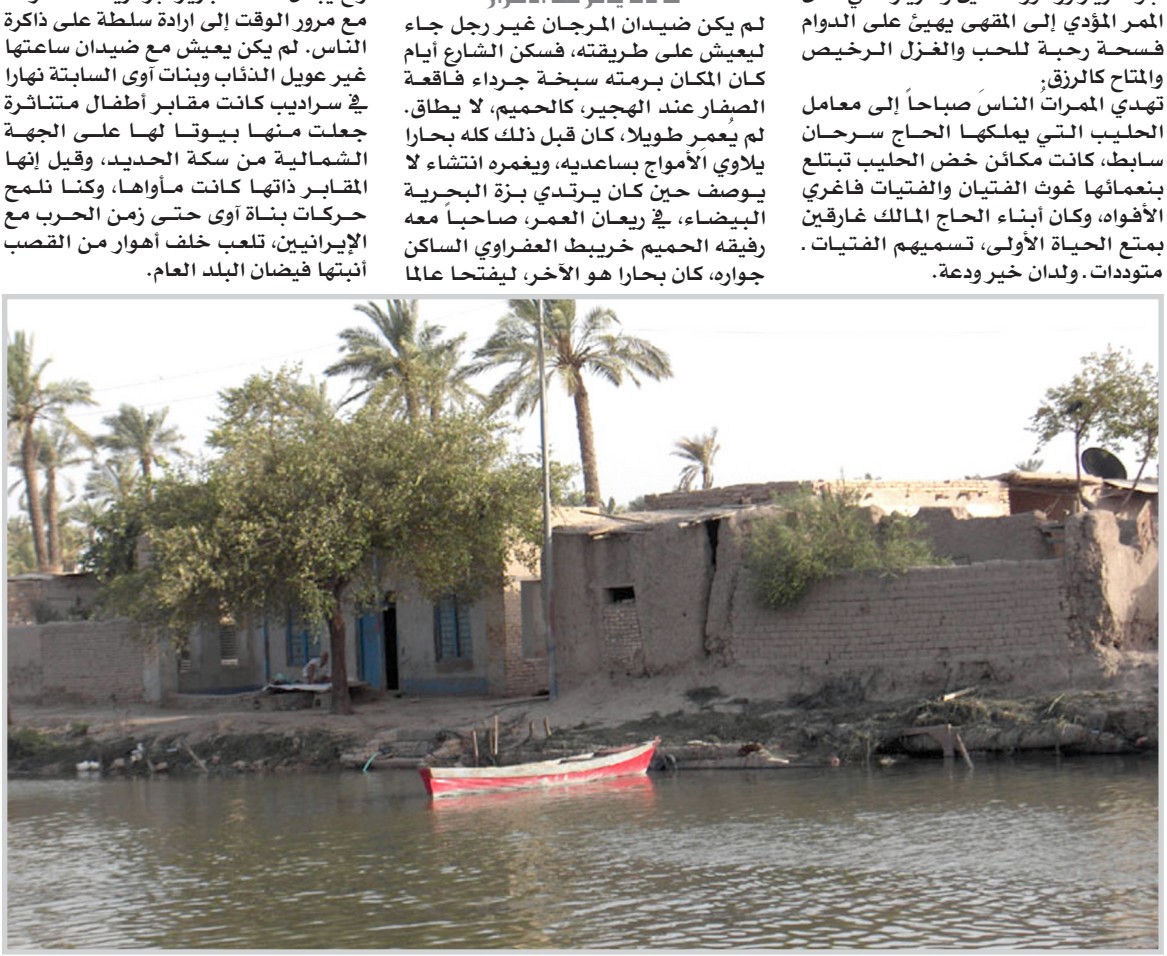 الممر المؤدي إلى المقهى يهيئ على الدوام
فسحة رحبة للحب والغزل الرخيص
والمتاح كالرزق.
تهدي الممراتُ الناسَ صباحاً إلى معامل
الحليب التي يملكها الحاج سرحان
سابط، كانت مكائن خض الحليب تبتلع
بنعمائها غوث الفتيان والفتيات فاغري
الأفواه، وكان أبناء الحاج المالك غارقين
بمتع الحياة الأولى، تسميهم الفتيات .
متوددات . ولدان خير ودعة.
لم يكن ضيدان المرجان غير رجل جاء
ليعيش على طريقته، فسكن الشارع أيام
كان المكان برمته سبخة جرداء فاقعة
الصفار عند الهجير، كالحميم، لا يطاق.
لم يُعمر طويلا، كان قبل ذلك كله بحارا
يلاوي الأمواج بساعديه، ويغمره انتشاء لا
يوصف حين كان يرتدي بزة البحرية
البيضاء، في ريعان العمر، صاحباً معه
رفيقه الحميم خريبط العفراوي الساكن
جواره، كان بحارا هو الآخر، ليفتحا عالما
مع مرور الوقت إلى ارادة سلطة على ذاكرة
الناس. لم يكن يعيش مع ضيدان ساعتها
غير عويل الذئاب وبنات آوى السابتة نهارا
في سراديب كانت مقابر أطفال متناثرة
جعلت منها بيوتا لها على الجهة
الشمالية من سكة الحديد، وقيل إنها
المقابر ذاتها كانت مأواها، وكنا نلمح
حركات بناة آوى حتى زمن الحرب مع
الإيرانيين، تلعب خلف أهوار من القصب
أنبتها فيضان البلد العام.